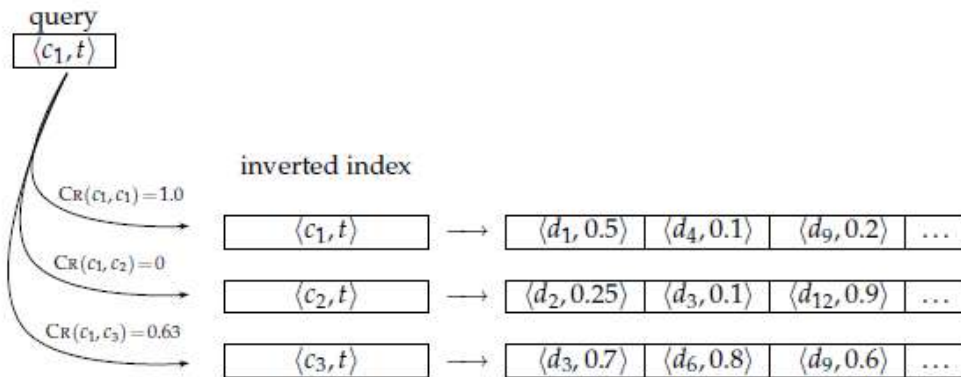 query
⟨c₁, t⟩
inverted index
CR(c₁, c₁) = 1.0
⟨c₁, t⟩ → ⟨d₁, 0.5⟩ ⟨d₄, 0.1⟩ ⟨d₉, 0.2⟩ ...
CR(c₁, c₂) = 0
⟨c₂, t⟩ → ⟨d₂, 0.25⟩ ⟨d₃, 0.1⟩ ⟨d₁₂, 0.9⟩ ...
CR(c₁, c₃) = 0.63
⟨c₃, t⟩ → ⟨d₃, 0.7⟩ ⟨d₆, 0.8⟩ ⟨d₉, 0.6⟩ ...